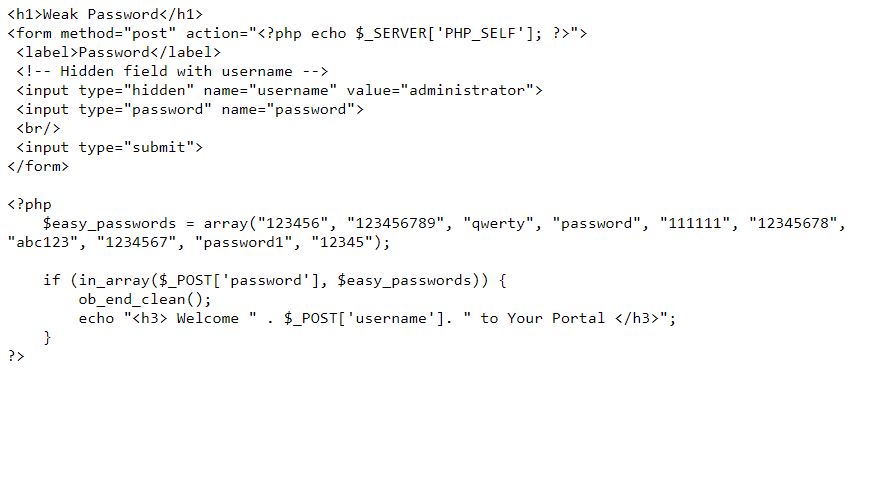 <h1>Weak Password</h1>
<form method="post" action="<?php echo $_SERVER['PHP_SELF']; ?>">
 <label>Password</label>
 <!-- Hidden field with username -->
 <input type="hidden" name="username" value="administrator">
 <input type="password" name="password">
 <br/>
 <input type="submit">
</form>

<?php
    $easy_passwords = array("123456", "123456789", "qwerty", "password", "111111", "12345678",
"abc123", "1234567", "password1", "12345");

    if (in_array($_POST['password'], $easy_passwords)) {
        ob_end_clean();
        echo "<h3> Welcome " . $_POST['username']. " to Your Portal </h3>";
    }
?>